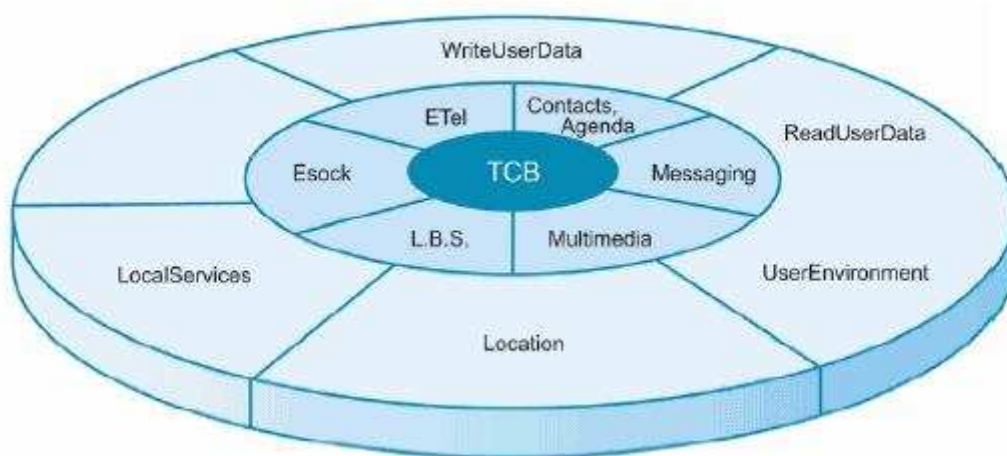 WriteUserData
ETel
Contacts,
Agenda
ReadUserData
Esock
TCB
Messaging
L.B.S.
Multimedia
LocalServices
UserEnvironment
Location